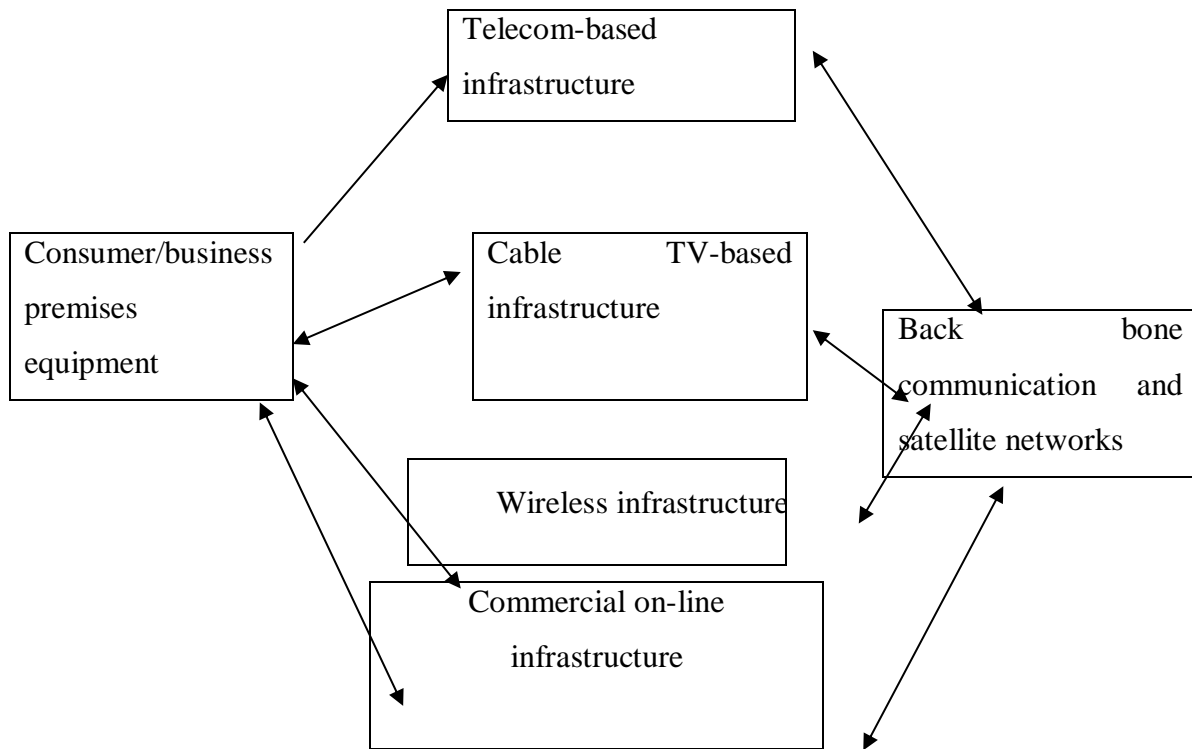 Telecom-based
infrastructure
Consumer/business
premises
equipment
Cable TV-based
infrastructure
Back bone
communication and
satellite networks
Wireless infrastructure
Commercial on-line
infrastructure